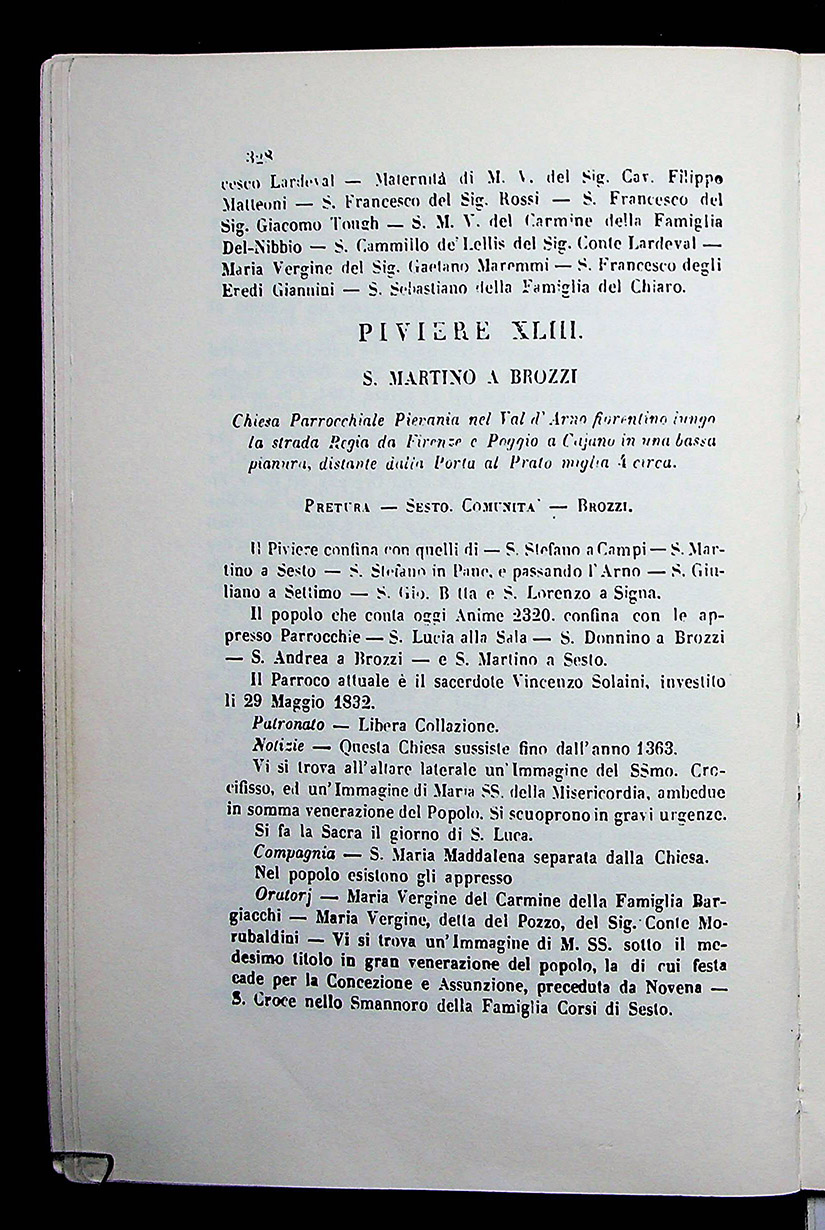 328
cesco Lardeval — Maternità di M. V. del Sig. Cav. Filippo
Matteoni — S. Francesco del Sig. Rossi — S. Francesco del
Sig. Giacomo Tough — S. M. V. del Carmine della Famiglia
Del-Nibbio — S. Cammillo de' Lellis del Sig. Conte Lardeval —
Maria Vergine del Sig. Gaetano Maremmi — S. Francesco degli
Eredi Giannini — S. Sebastiano della Famiglia del Chiaro.
PIVIERE XLIII.
S. MARTINO A BROZZI
Chiesa Parrocchiale Pievania nel Val d'Arno fiorentino lungo
la strada Regia da Firenze e Poggio a Cajano in una bassa
pianura, distante dalla Porta al Prato miglia 4 circa.
PRETURA — SESTO. COMUNITA' — BROZZI.
Il Piviere confina con quelli di — S. Stefano a Campi — S. Mar-
tino a Sesto — S. Stefano in Pane, e passando l'Arno — S. Giu-
liano a Settimo — S. Gio. B tta e S. Lorenzo a Signa.
Il popolo che conta oggi Anime 2320. confina con le ap-
presso Parrocchie — S. Lucia alla Sala — S. Donnino a Brozzi
— S. Andrea a Brozzi — e S. Martino a Sesto.
Il Parroco attuale è il sacerdote Vincenzo Solaini, investito
li 29 Maggio 1832.
Patronato — Libera Collazione.
Notizie — Questa Chiesa sussiste fino dall'anno 1363.
Vi si trova all'altare laterale un'Immagine del SSmo. Cro-
cifisso, ed un'Immagine di Maria SS. della Misericordia, ambedue
in somma venerazione del Popolo. Si scuoprono in gravi urgenze.
Si fa la Sacra il giorno di S. Luca.
Compagnia — S. Maria Maddalena separata dalla Chiesa.
Nel popolo esistono gli appresso
Oratorj — Maria Vergine del Carmine della Famiglia Bar-
giacchi — Maria Vergine, detta del Pozzo, del Sig. Conte Mo-
rubaldini — Vi si trova un'Immagine di M. SS. sotto il me-
desimo titolo in gran venerazione del popolo, la di cui festa
cade per la Concezione e Assunzione, preceduta da Novena —
S. Croce nello Smannoro della Famiglia Corsi di Sesto.